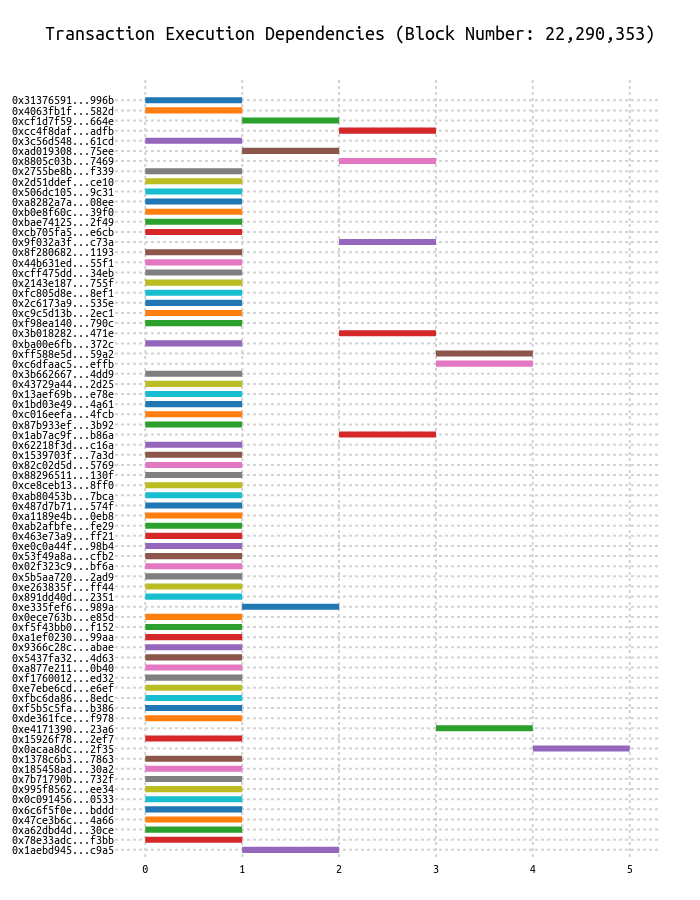 Transaction Execution Dependencies (Block Number: 22,290,353)
0x31376591...996b
0x4063fb1f...582d
0xcf1d7f59...664e
0xcc4f8daf...adfb
0x3c56d548...61cd
0xad019308...75ee
0x8805c03b...7469
0x2755be8b...f339
0x2d51ddef...ce10
0x506dc105...9c31
0xa8282a7a...08ee
0xb0e8f60c...39f0
0xbae74125...2f49
0xcb705fa5...e6cb
0x9f032a3f...c73a
0x8f280682...1193
0x44b631ed...55f1
0xcff475dd...34eb
0x2143e187...755f
0xfc805d8e...8ef1
0x2c6173a9...535e
0xc9c5d13b...2ec1
0xf98ea140...790c
0x3b018282...471e
0xba00e6fb...372c
0xff588e5d...59a2
0xc6dfaac5...effb
0x3b662667...4dd9
0x43729a44...2d25
0x13aef69b...e78e
0x1bd03e49...4a61
0xc016eefa...4fcb
0x87b933ef...3b92
0x1ab7ac9f...b86a
0x62218f3d...c16a
0x1539703f...7a3d
0x82c02d5d...5769
0x88296511...130f
0xce8ceb13...8ff0
0xab80453b...7bca
0x487d7b71...574f
0xa1189e4b...0eb8
0xab2afbfe...fe29
0x463e73a9...ff21
0xe0c0a44f...98b4
0x53f49a8a...cfb2
0x02f323c9...bf6a
0x5b5aa720...2ad9
0xe263835f...ff44
0x891dd40d...2351
0xe335fef6...989a
0x0ece763b...e85d
0xf5f43bb0...f152
0xa1ef0230...99aa
0x9366c28c...abae
0x5437fa32...4d63
0xa877e211...0b40
0xf1760012...ed32
0xe7ebe6cd...e6ef
0xfbc6da86...8edc
0xf5b5c5fa...b386
0xde361fce...f978
0xe4171390...23a6
0x15926f78...2ef7
0x0acaa8dc...2f35
0x1378c6b3...7863
0x185458ad...30a2
0x7b71790b...732f
0x995f8562...ee34
0x0c091456...0533
0x6c6f5f0e...bddd
0x47ce3b6c...4a66
0xa62dbd4d...30ce
0x78e33adc...f3bb
0x1aebd945...c9a5
0 1 2 3 4 5